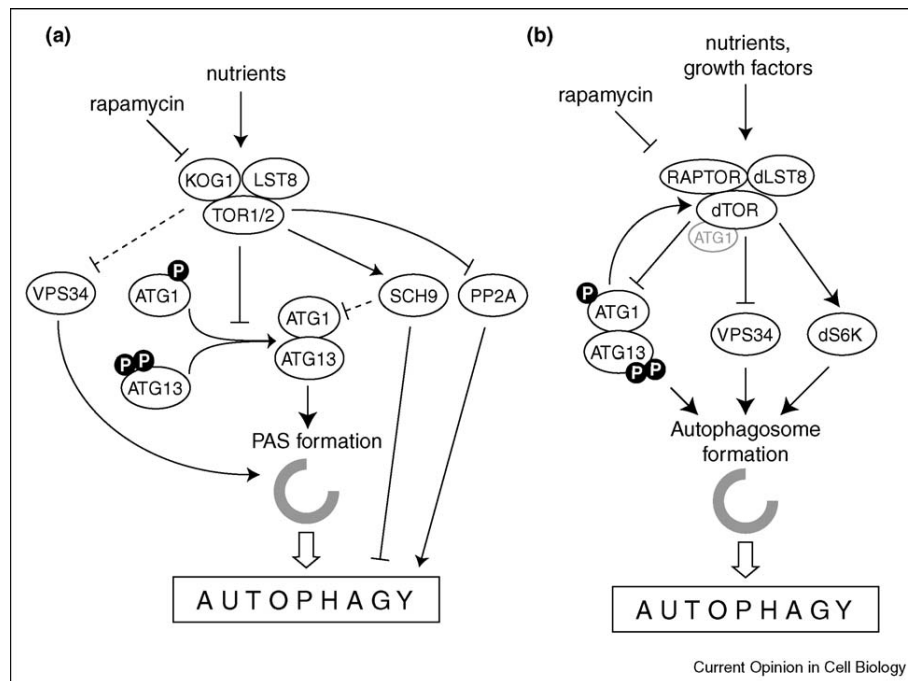 (a)
nutrients
rapamycin
KOG1
LST8
TOR1/2
VPS34
P
ATG1
P P
ATG13
ATG1
ATG13
SCH9
PP2A
PAS formation
AUTOPHAGY
(b)
nutrients,
growth factors
rapamycin
RAPTOR
dLST8
dTOR
ATG1
P
ATG1
ATG13
P P
VPS34
dS6K
Autophagosome
formation
AUTOPHAGY
Current Opinion in Cell Biology